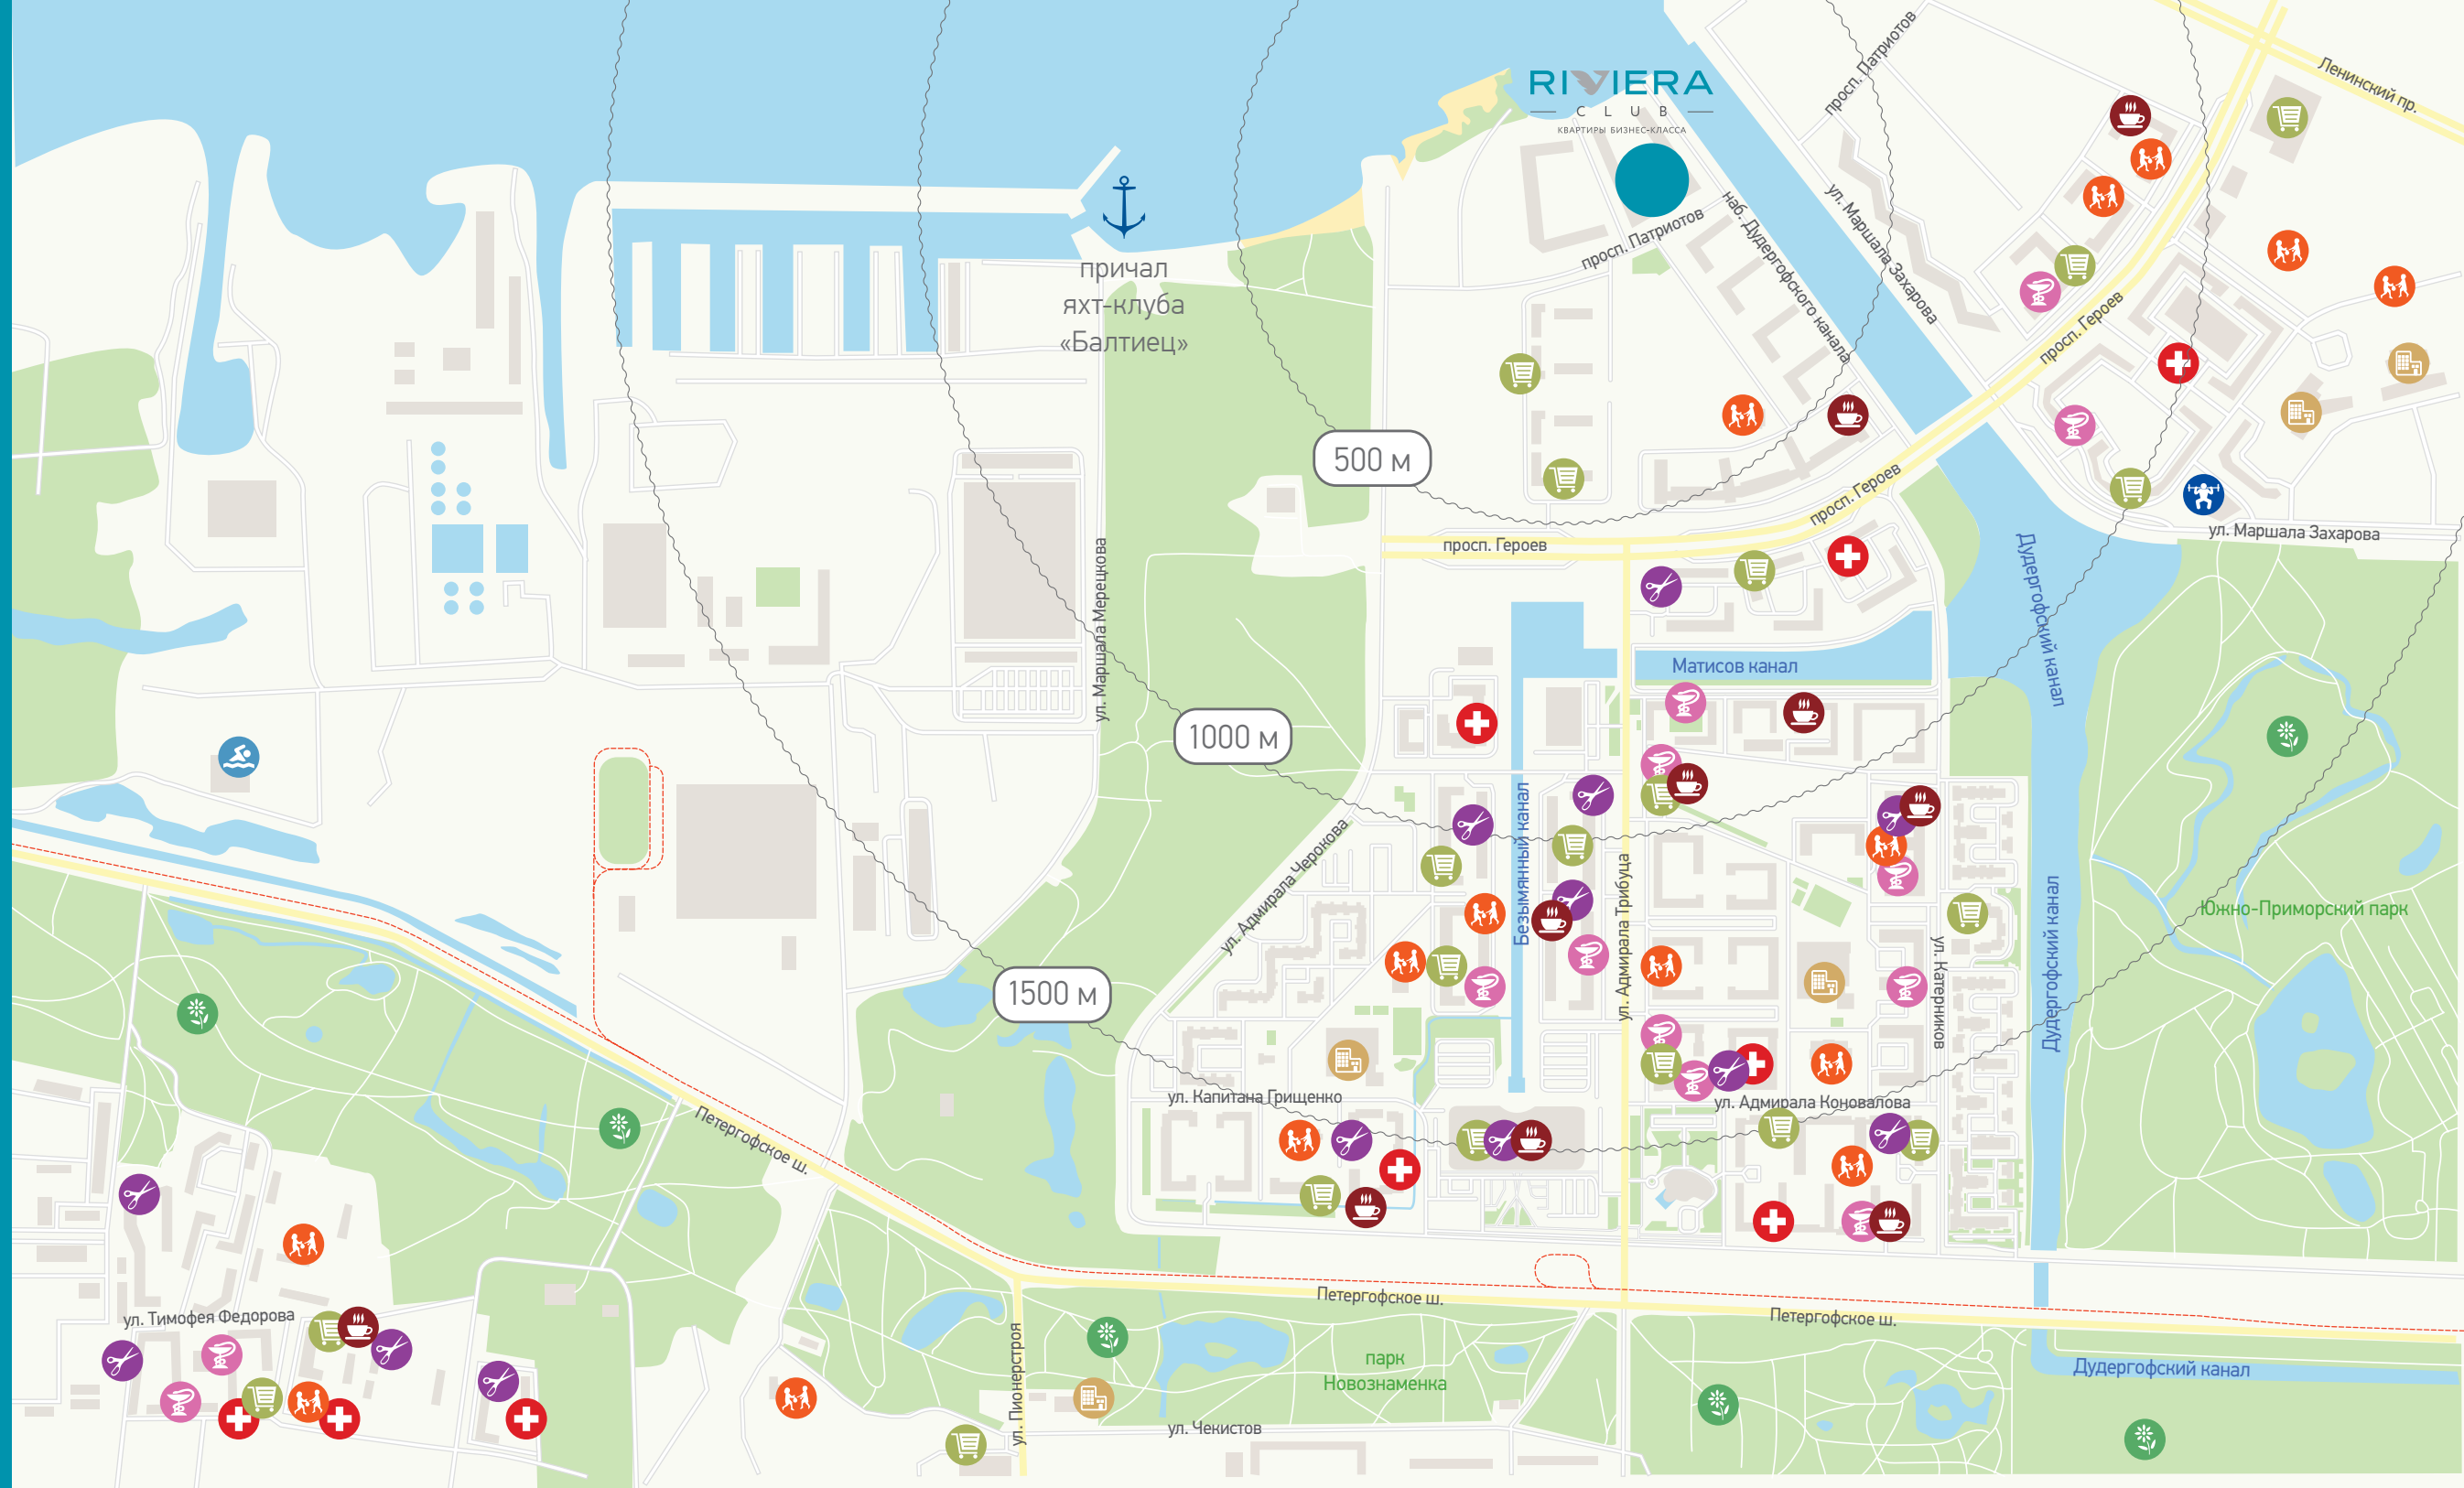 RIVIERA
CLUB
КВАРТИРЫ БИЗНЕС-КЛАССА
просп. Патриотов
Ленинский пр.
ул. Маршала Захарова
наб. Дудергофского канала
просп. Патриотов
причал
яхт-клуба
«Балтиец»
просп. Героев
500 м
просп. Героев
просп. Героев
ул. Маршала Захарова
ул. Маршала Мерецкова
Дудергофский канал
Матисов канал
1000 м
Безымянный канал
ул. Адмирала Черокова
ул. Адмирала Трибуца
Южно-Приморский парк
ул. Катерников
Дудергофский канал
1500 м
ул. Капитана Грищенко
ул. Адмирала Коновалова
Петергофское ш.
Петергофское ш.
Петергофское ш.
ул. Тимофея Федорова
ул. Пионерстроя
парк
Новознаменка
Дудергофский канал
ул. Чекистов